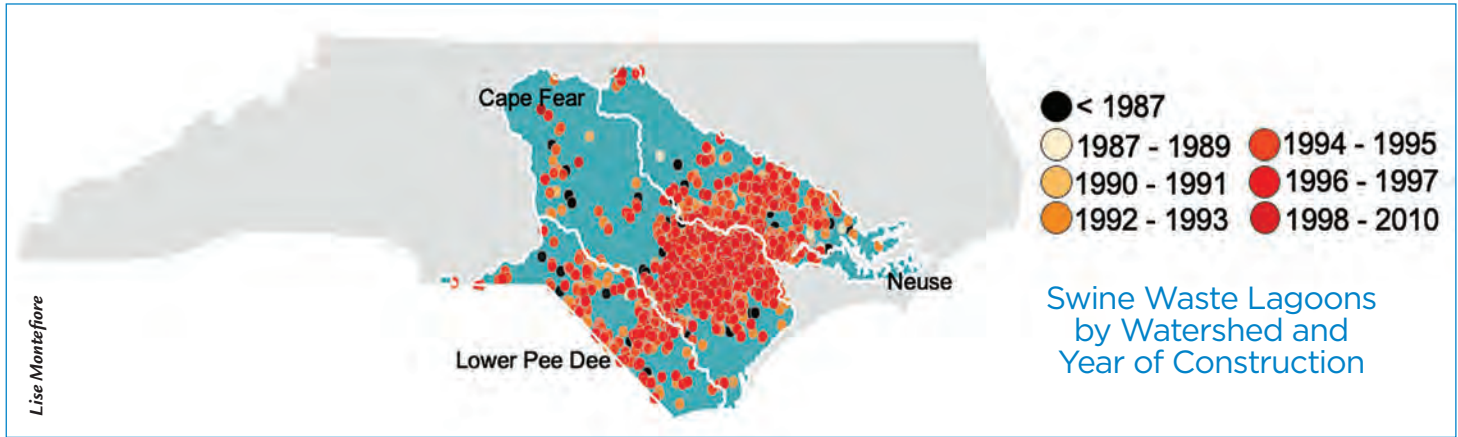 Cape Fear
Neuse
Lower Pee Dee
< 1987
1987 - 1989
1994 - 1995
1990 - 1991
1996 - 1997
1992 - 1993
1998 - 2010
Swine Waste Lagoons
by Watershed and
Year of Construction
Lise Montefiore